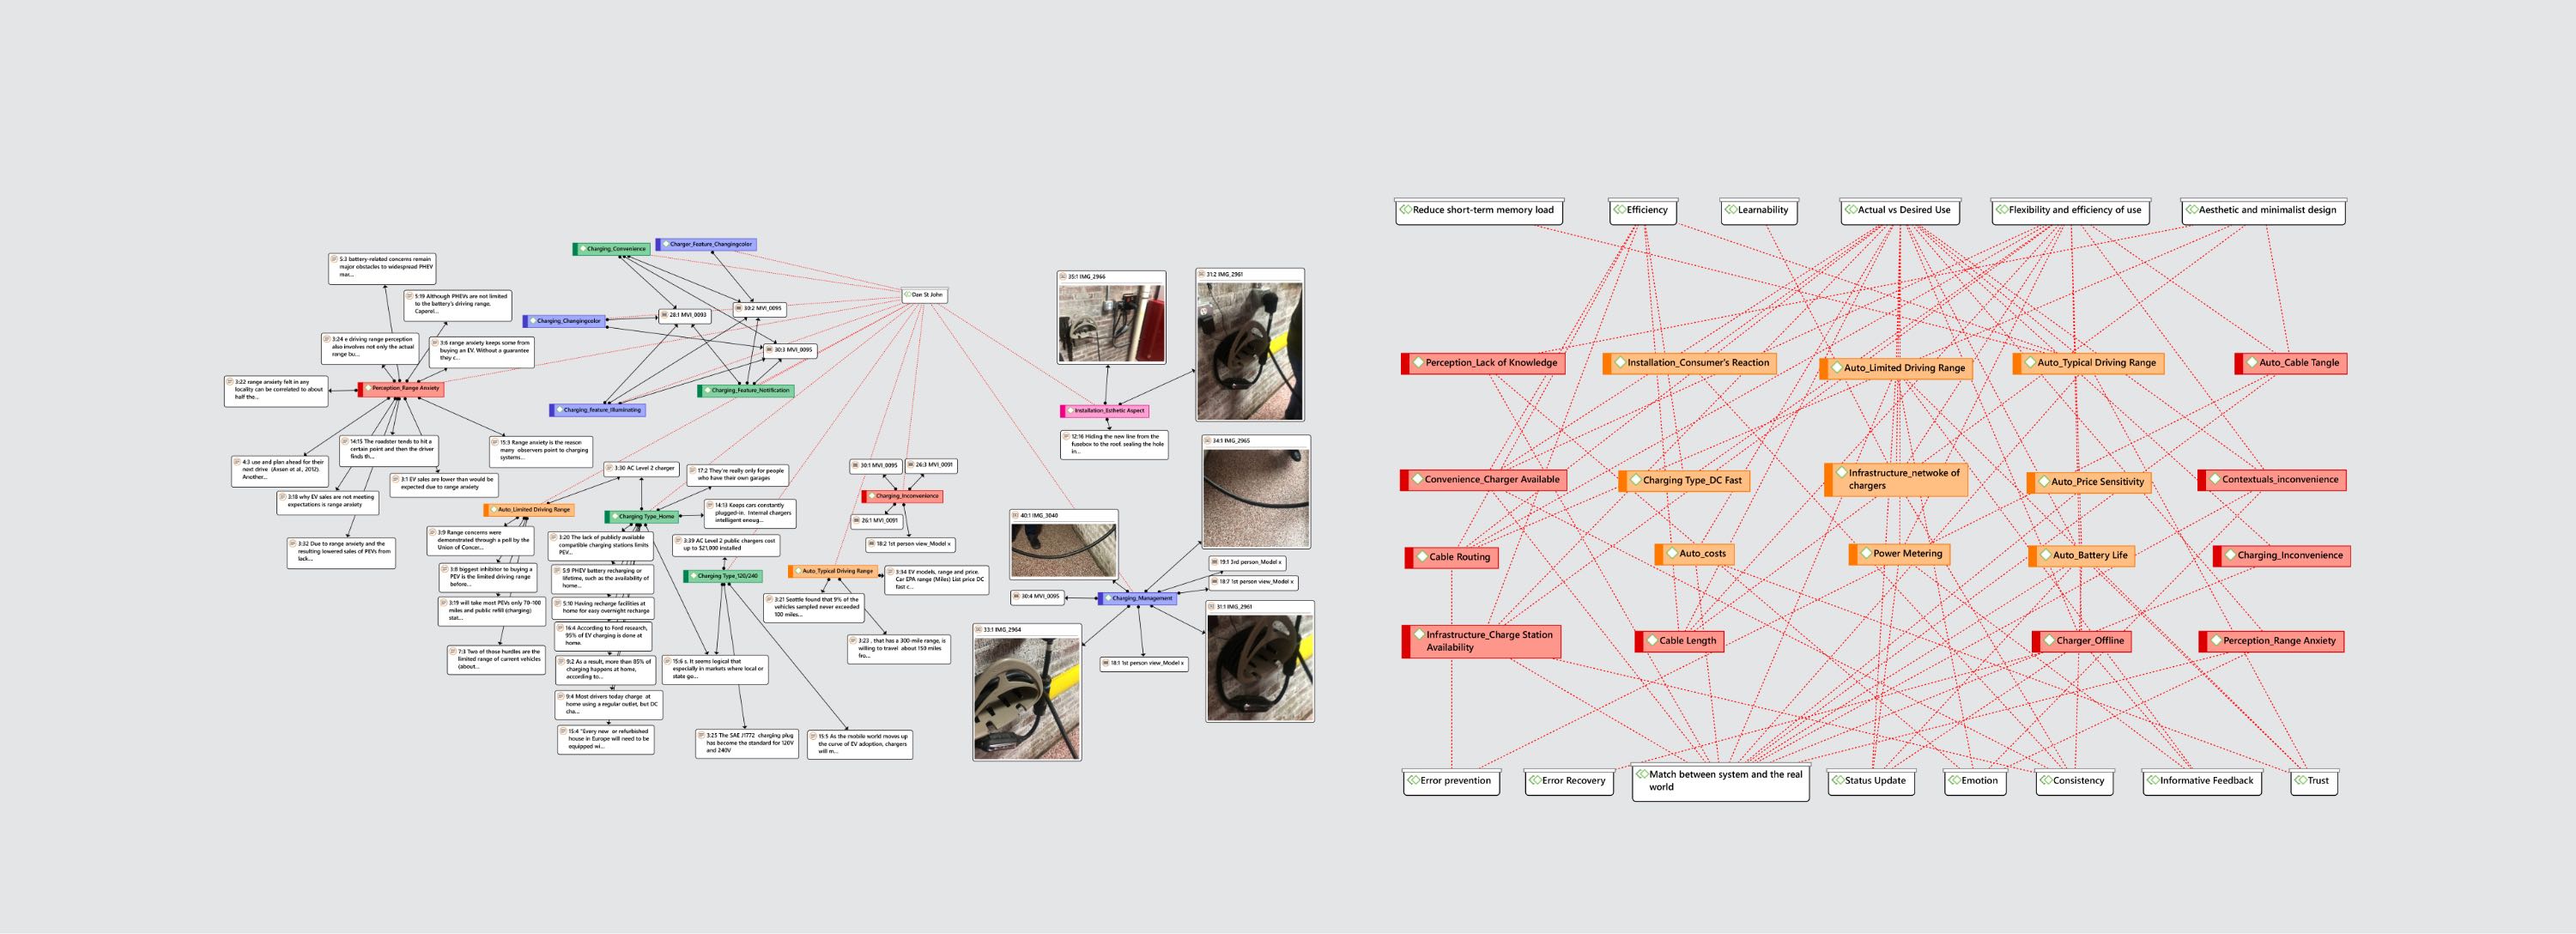 Charging_Convenience
Charger_Feature_Changingcolor
5:3 battery-related concerns remain
major obstacles to widespread PHEV
mar...
5:19 Although PHEVs are not limited
to the battery's driving range,
Caperel...
Dan St John
30:2 MVI_0095
28:1 MVI_0093
Charging_Changingcolor
3:24 e driving range perception
also involves not only the actual
range bu...
3:6 range anxiety keeps some from
buying an EV. Without a guarantee
they c...
30:3 MVI_0095
3:22 range anxiety felt in any
locality can be correlated to about
half the...
Perception_Range Anxiety
Charging_Feature_Notification
Charging_Feature_Illuminating
14:15 The roadster tends to hit a
certain point and then the driver
finds th...
15:3 Range anxiety is the reason
many observers point to charging
systems...
4:3 use and plan ahead for their
next drive (Axsen et al., 2012).
Another...
3:1 EV sales are lower than would be
expected due to range anxiety
3:18 why EV sales are not meeting
expectations is range anxiety
3:32 Due to range anxiety and the
resulting lowered sales of PEVs from
lack...
3:30 AC Level 2 charger
17:2 They're really only for people
who have their own garages
Auto_Limited Driving Range
Charging Type_Home
14:13 Keeps cars constantly
plugged-in. Internal chargers
intelligent enoug...
3:9 Range concerns were
demonstrated through a poll by the
Union of Concer...
3:20 The lack of publicly available
compatible charging stations limits
PEV...
3:39 AC Level 2 public chargers cost
up to $21,000 installed
3:8 biggest inhibitor to buying a
PEV is the limited driving range
before...
5:9 PHEV battery recharging or
lifetime, such as the availability of
home...
Charging Type_120/240
3:19 will take most PEVs only 70-100
miles and public refill (charging)
stat...
5:10 Having recharge facilities at
home for easy overnight recharge
16:4 According to Ford research,
95% of EV charging is done at
home.
7:3 Two of those hurdles are the
limited range of current vehicles
(about...
9:2 As a result, more than 85% of
charging happens at home,
according to...
15:6 s. It seems logical that
especially in markets where local or
state go...
9:4 Most drivers today charge at
home using a regular outlet, but DC
cha...
15:4 "Every new or refurbished
house in Europe will need to be
equipped wi...
3:25 The SAE J1772 charging plug
has become the standard for 120V
and 240V
15:5 As the mobile world moves up
the curve of EV adoption, chargers
will m...
30:1 MVI_0095
26:3 MVI_0091
Charging_Inconvenience
26:1 MVI_0091
18:2 1st person view_Model x
Auto_Typical Driving Range
3:34 EV models, range and price.
Car EPA range (Miles) List price DC
fast c...
3:21 Seattle found that 9% of the
vehicles sampled never exceeded
100 miles...
3:23 , that has a 300-mile range, is
willing to travel about 150 miles
fro...
35:1 IMG_2966
31:2 IMG_2961
Installation_Esthetic Aspect
12:16 Hiding the new line from the
fusebox to the roof, sealing the hole
in...
34:1 IMG_2965
40:1 IMG_3040
19:1 3rd person_Model x
18:7 1st person view_Model x
30:4 MVI_0095
Charging_Management
31:1 IMG_2961
33:1 IMG_2964
18:1 1st person view_Model x
Reduce short-term memory load
Efficiency
Learnability
Actual vs Desired Use
Flexibility and efficiency of use
Aesthetic and minimalist design
Perception_Lack of Knowledge
Installation_Consumer's Reaction
Auto_Limited Driving Range
Auto_Typical Driving Range
Auto_Cable Tangle
Convenience_Charger Available
Charging Type_DC Fast
Infrastructure_netwoke of
chargers
Auto_Price Sensitivity
Contextuals_inconvenience
Cable Routing
Auto_costs
Power Metering
Auto_Battery Life
Charging_Inconvenience
Infrastructure_Charge Station
Availability
Cable Length
Charger_Offline
Perception_Range Anxiety
Error prevention
Error Recovery
Match between system and the real
world
Status Update
Emotion
Consistency
Informative Feedback
Trust